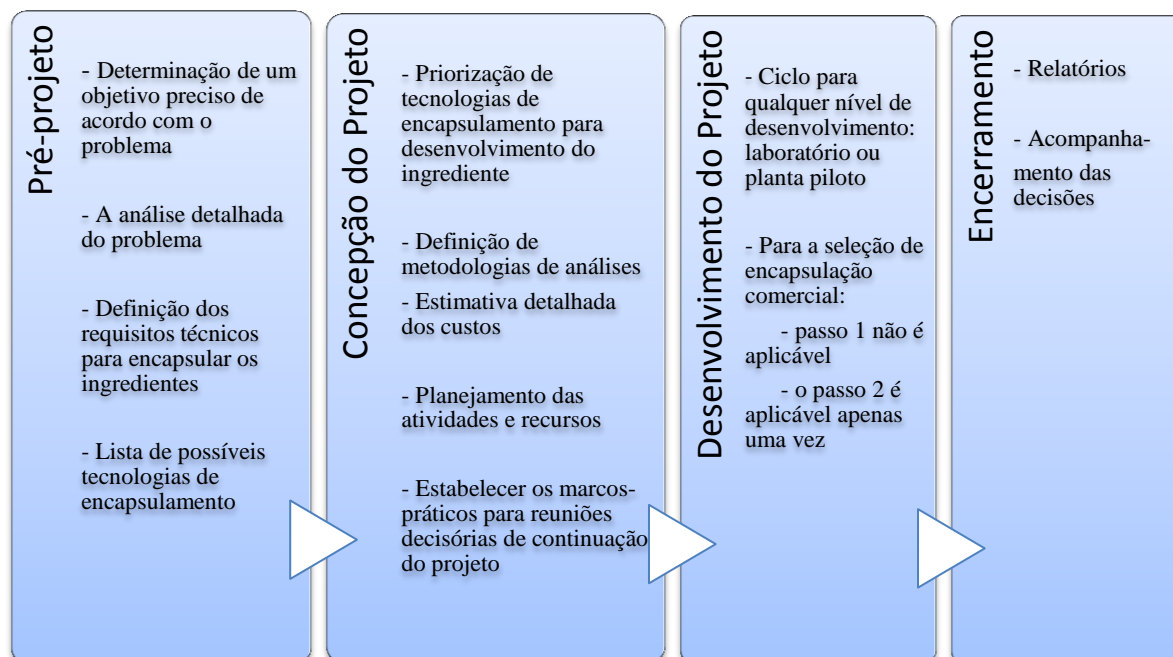 Pré-projeto
- Determinação de um
objetivo preciso de
acordo com o
problema
- A análise detalhada
do problema
- Definição dos
requisitos técnicos
para encapsular os
ingredientes
- Lista de possíveis
tecnologias de
encapsulamento
Concepção do Projeto
- Priorização de
tecnologias de
encapsulamento para
desenvolvimento do
ingrediente
- Definição de
metodologias de análises
- Estimativa detalhada
dos custos
- Planejamento das
atividades e recursos
- Estabelecer os marcos-
práticos para reuniões
decisórias de continuação
do projeto
Desenvolvimento do Projeto
- Ciclo para
qualquer nível de
desenvolvimento:
laboratório ou
planta piloto
- Para a seleção de
encapsulação
comercial:
- passo 1 não é
aplicável
- o passo 2 é
aplicável apenas
uma vez
Encerramento
- Relatórios
- Acompanha-
mento das
decisões